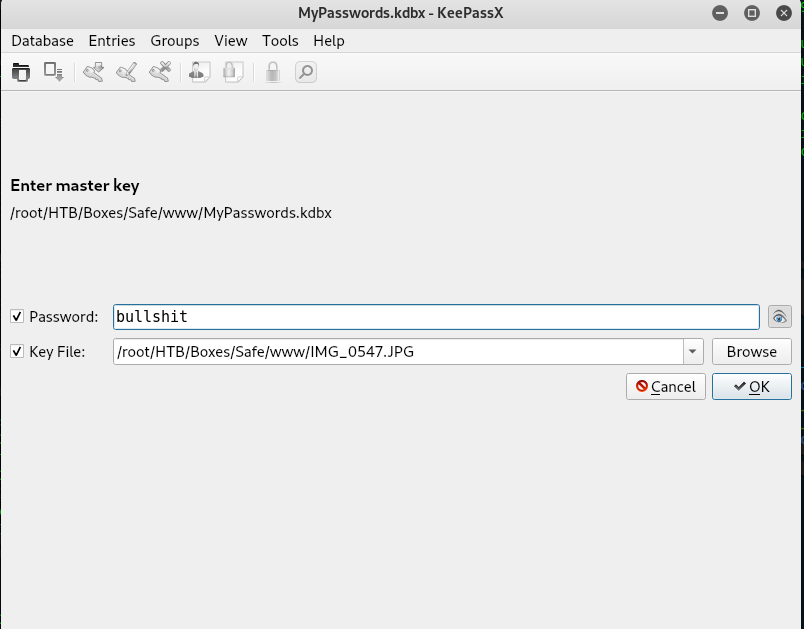 MyPasswords.kdbx - KeePassX
Database Entries Groups View Tools Help
Enter master key
/root/HTB/Boxes/Safe/www/MyPasswords.kdbx
Password: bullshit
Key File: /root/HTB/Boxes/Safe/www/IMG_0547.JPG Browse
Cancel OK